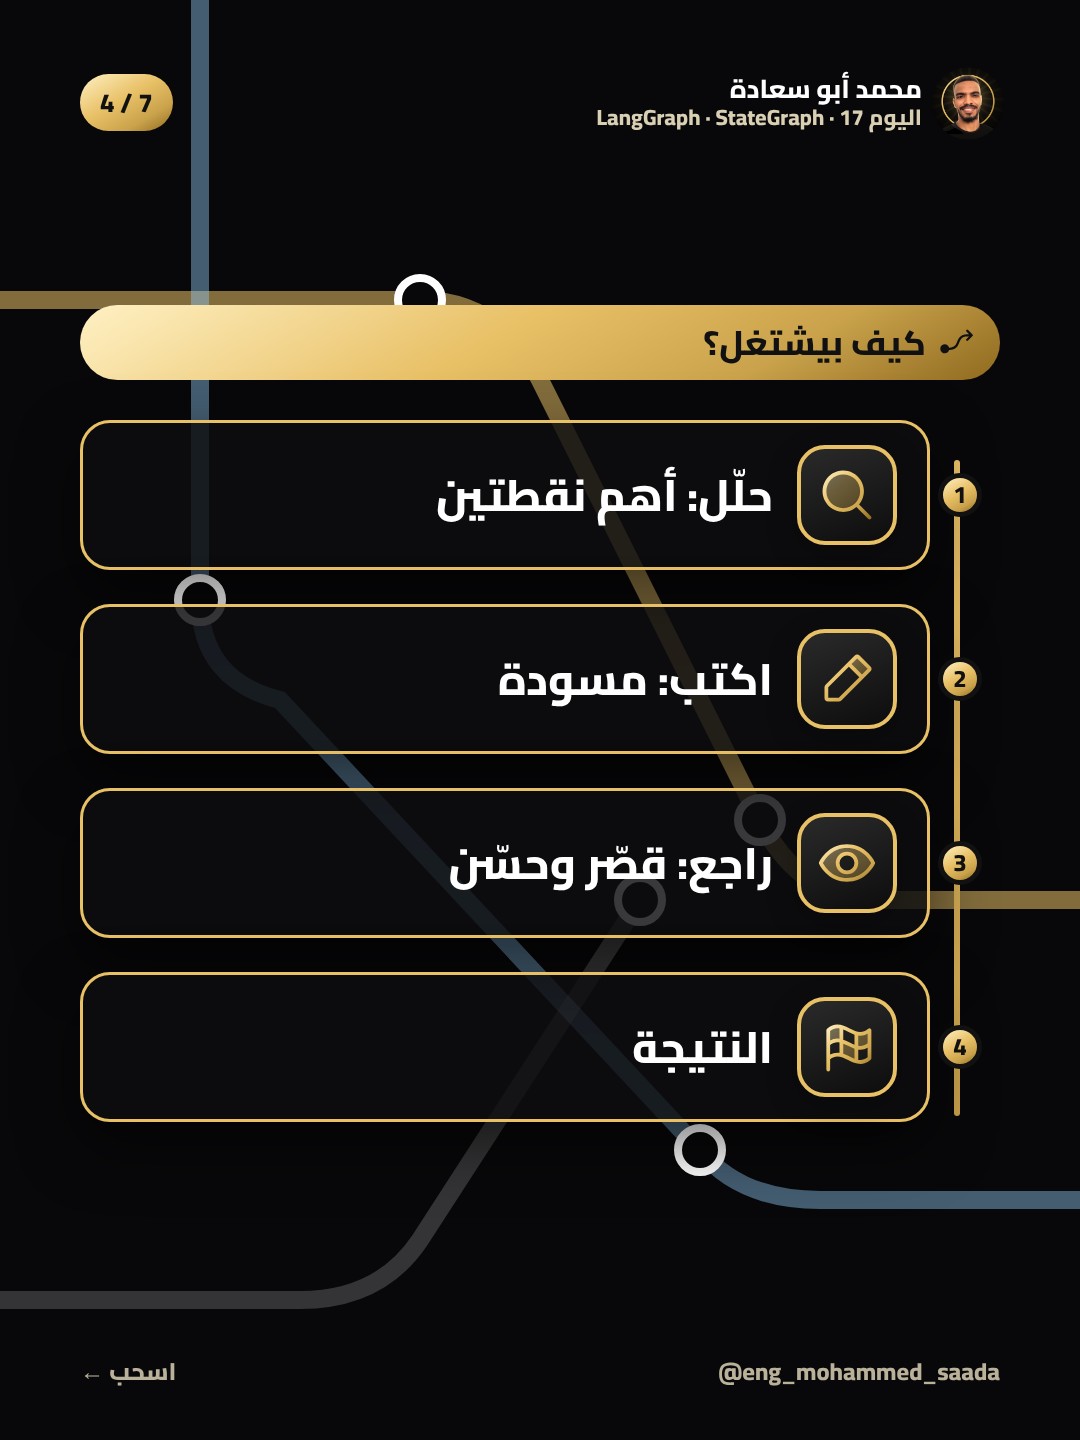 محمد أبو سعادة
اليوم 17 · LangGraph · StateGraph
4 / 7
كيف بيشتغل؟
1
حلّل: أهم نقطتين
2
اكتب: مسودة
3
راجع: قصّر وحسّن
4
النتيجة
@eng_mohammed_saada
اسحب ←